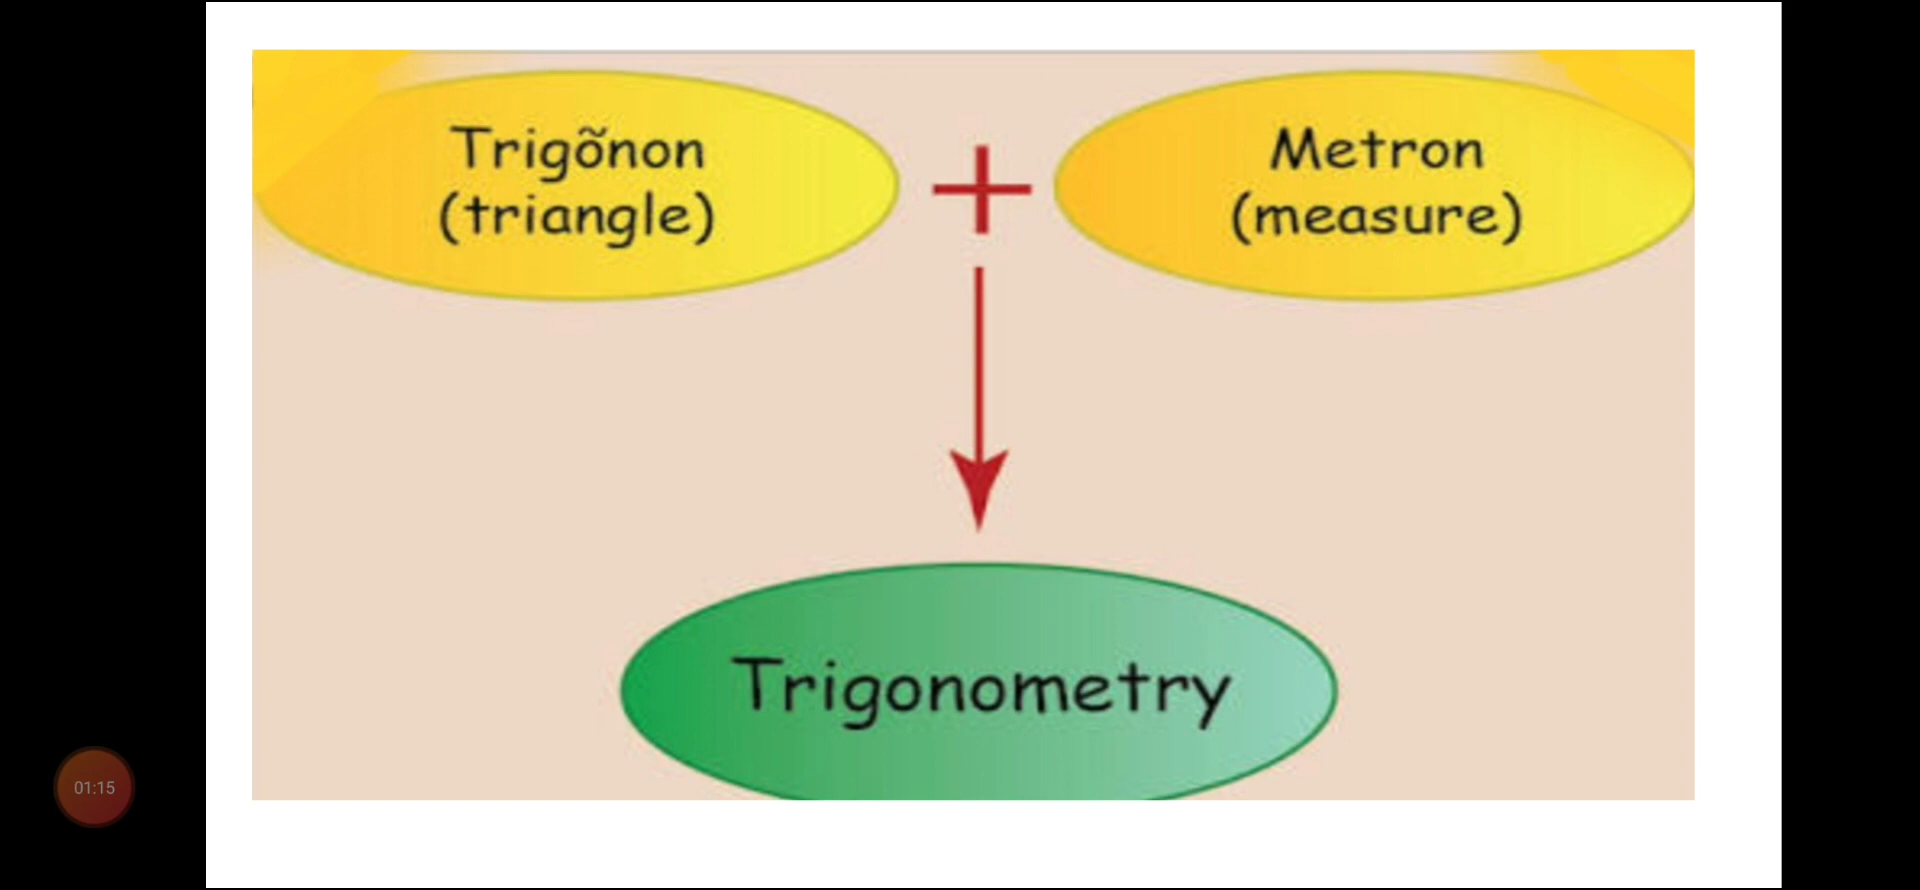 Trigõnon
(triangle)
Metron
(measure)
Trigonometry
01:15